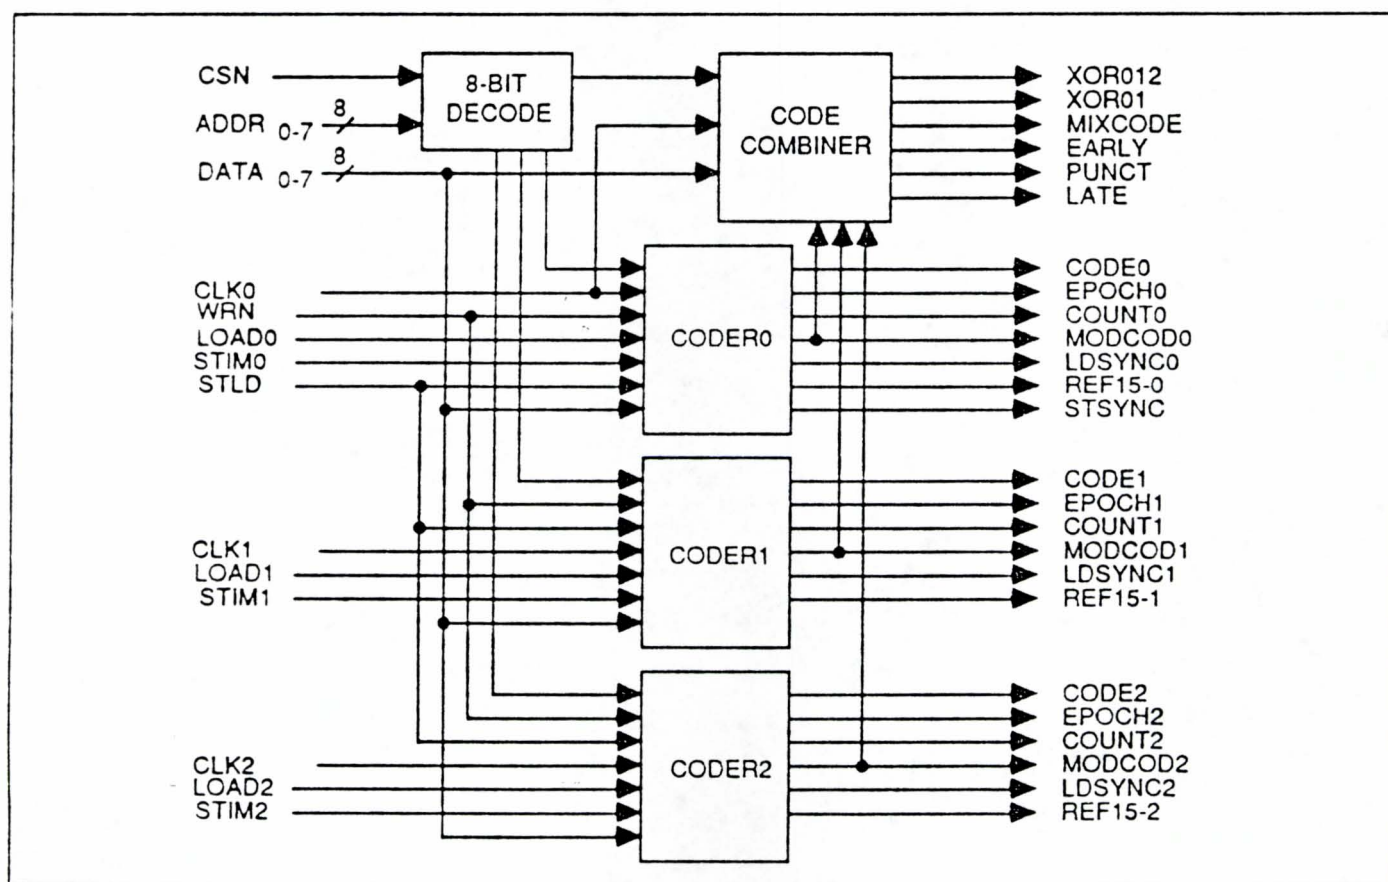 CSN
ADDR 0-7
8
DATA 0-7
8
8-BIT
DECODE
CODE
COMBINER
XOR012
XOR01
MIXCODE
EARLY
PUNCT
LATE
CLK0
WRN
LOAD0
STIM0
STLD
CODER0
CODE0
EPOCH0
COUNT0
MODCOD0
LDSYNC0
REF15-0
STSYNC
CLK1
LOAD1
STIM1
CODER1
CODE1
EPOCH1
COUNT1
MODCOD1
LDSYNC1
REF15-1
CLK2
LOAD2
STIM2
CODER2
CODE2
EPOCH2
COUNT2
MODCOD2
LDSYNC2
REF15-2